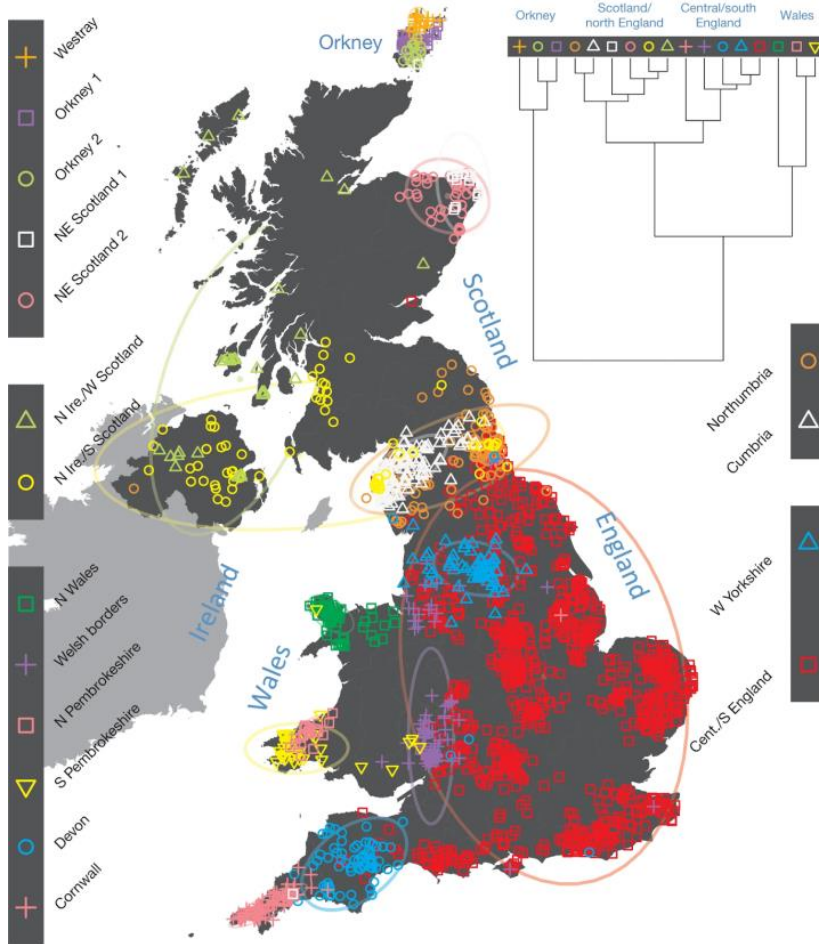 Orkney
Scotland/
north England
Central/south
England
Wales
Westray
Orkney 1
Orkney 2
NE Scotland 1
NE Scotland 2
N Ire./W Scotland
N Ire./S Scotland
N Wales
Welsh borders
N Pembrokeshire
S Pembrokeshire
Devon
Cornwall
Orkney
Scotland
England
Ireland
Wales
Northumbria
Cumbria
W Yorkshire
Cent./S England